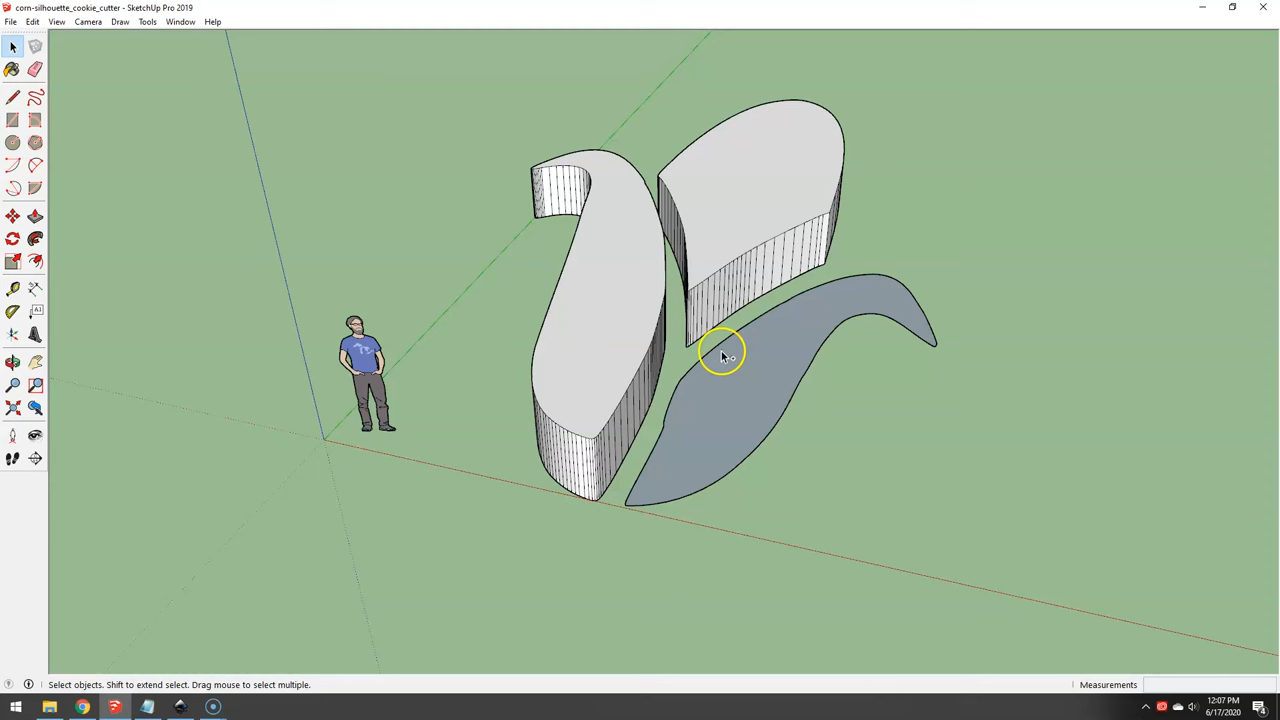 corn-silhouette_cookie_cutter - SketchUp Pro 2019
File Edit View Camera Draw Tools Window Help
Select objects. Shift to extend select. Drag mouse to select multiple.
Measurements
12:07 PM
6/17/2020